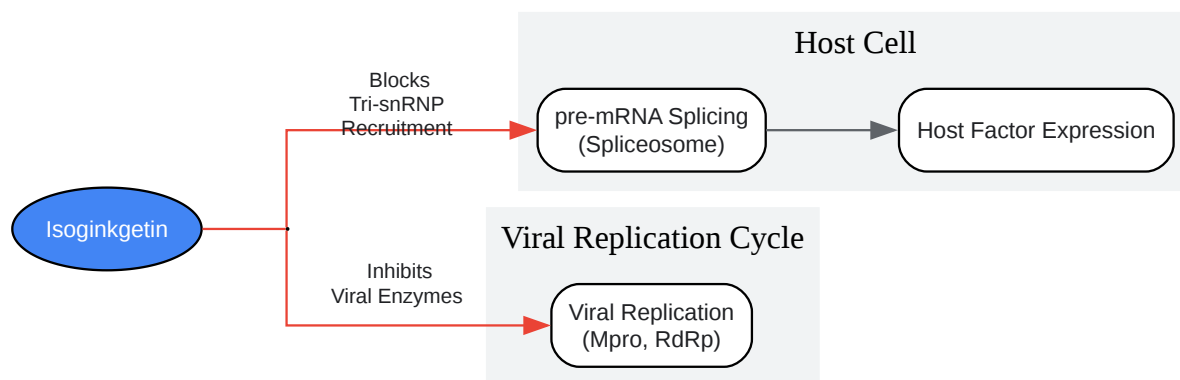 Host Cell
Blocks
Tri-snRNP
Recruitment
pre-mRNA Splicing
(Spliceosome)
Host Factor Expression
Isoginkgetin
Viral Replication Cycle
Inhibits
Viral Enzymes
Viral Replication
(Mpro, RdRp)